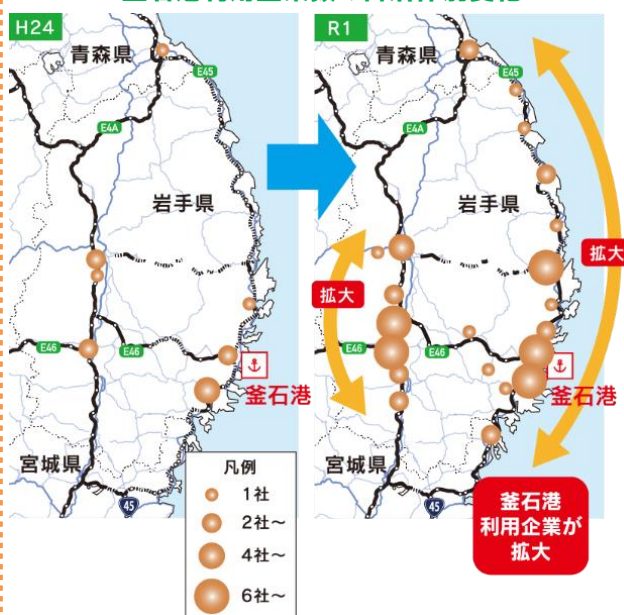 H24
青森県
E45
E4A
岩手県
E46
E46
釜石港
宮城県
45
凡例
1社
2社～
4社～
6社～
R1
青森県
E45
E4A
岩手県
拡大
拡大
E46
E46
釜石港
宮城県
45
釜石港
利用企業が
拡大